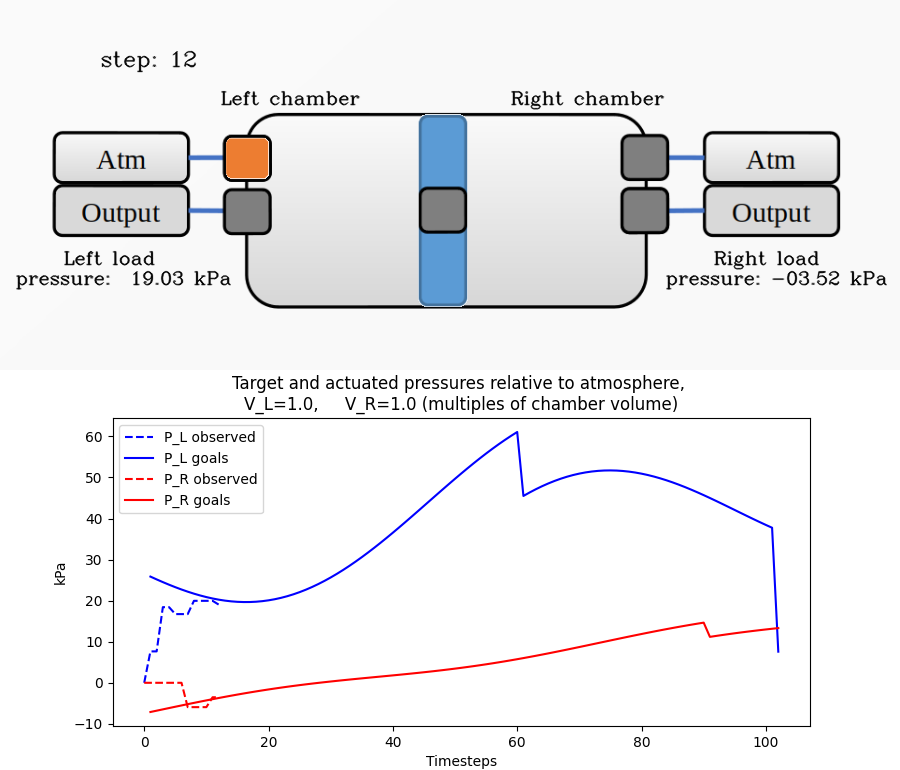 step: 12
Left chamber
Right chamber
Atm
Atm
Output
Output
Left load
pressure: 19.03 kPa
Right load
pressure: −03.52 kPa
Target and actuated pressures relative to atmosphere,
V_L=1.0, V_R=1.0 (multiples of chamber volume)
P_L observed
P_L goals
P_R observed
P_R goals
60
50
40
30
20
10
0
−10
kPa
0 20 40 60 80 100
Timesteps